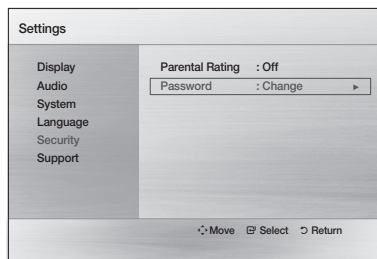 Settings
Display
Audio
System
Language
Security
Support
Parental Rating : Off
Password : Change ►
Move Select Return